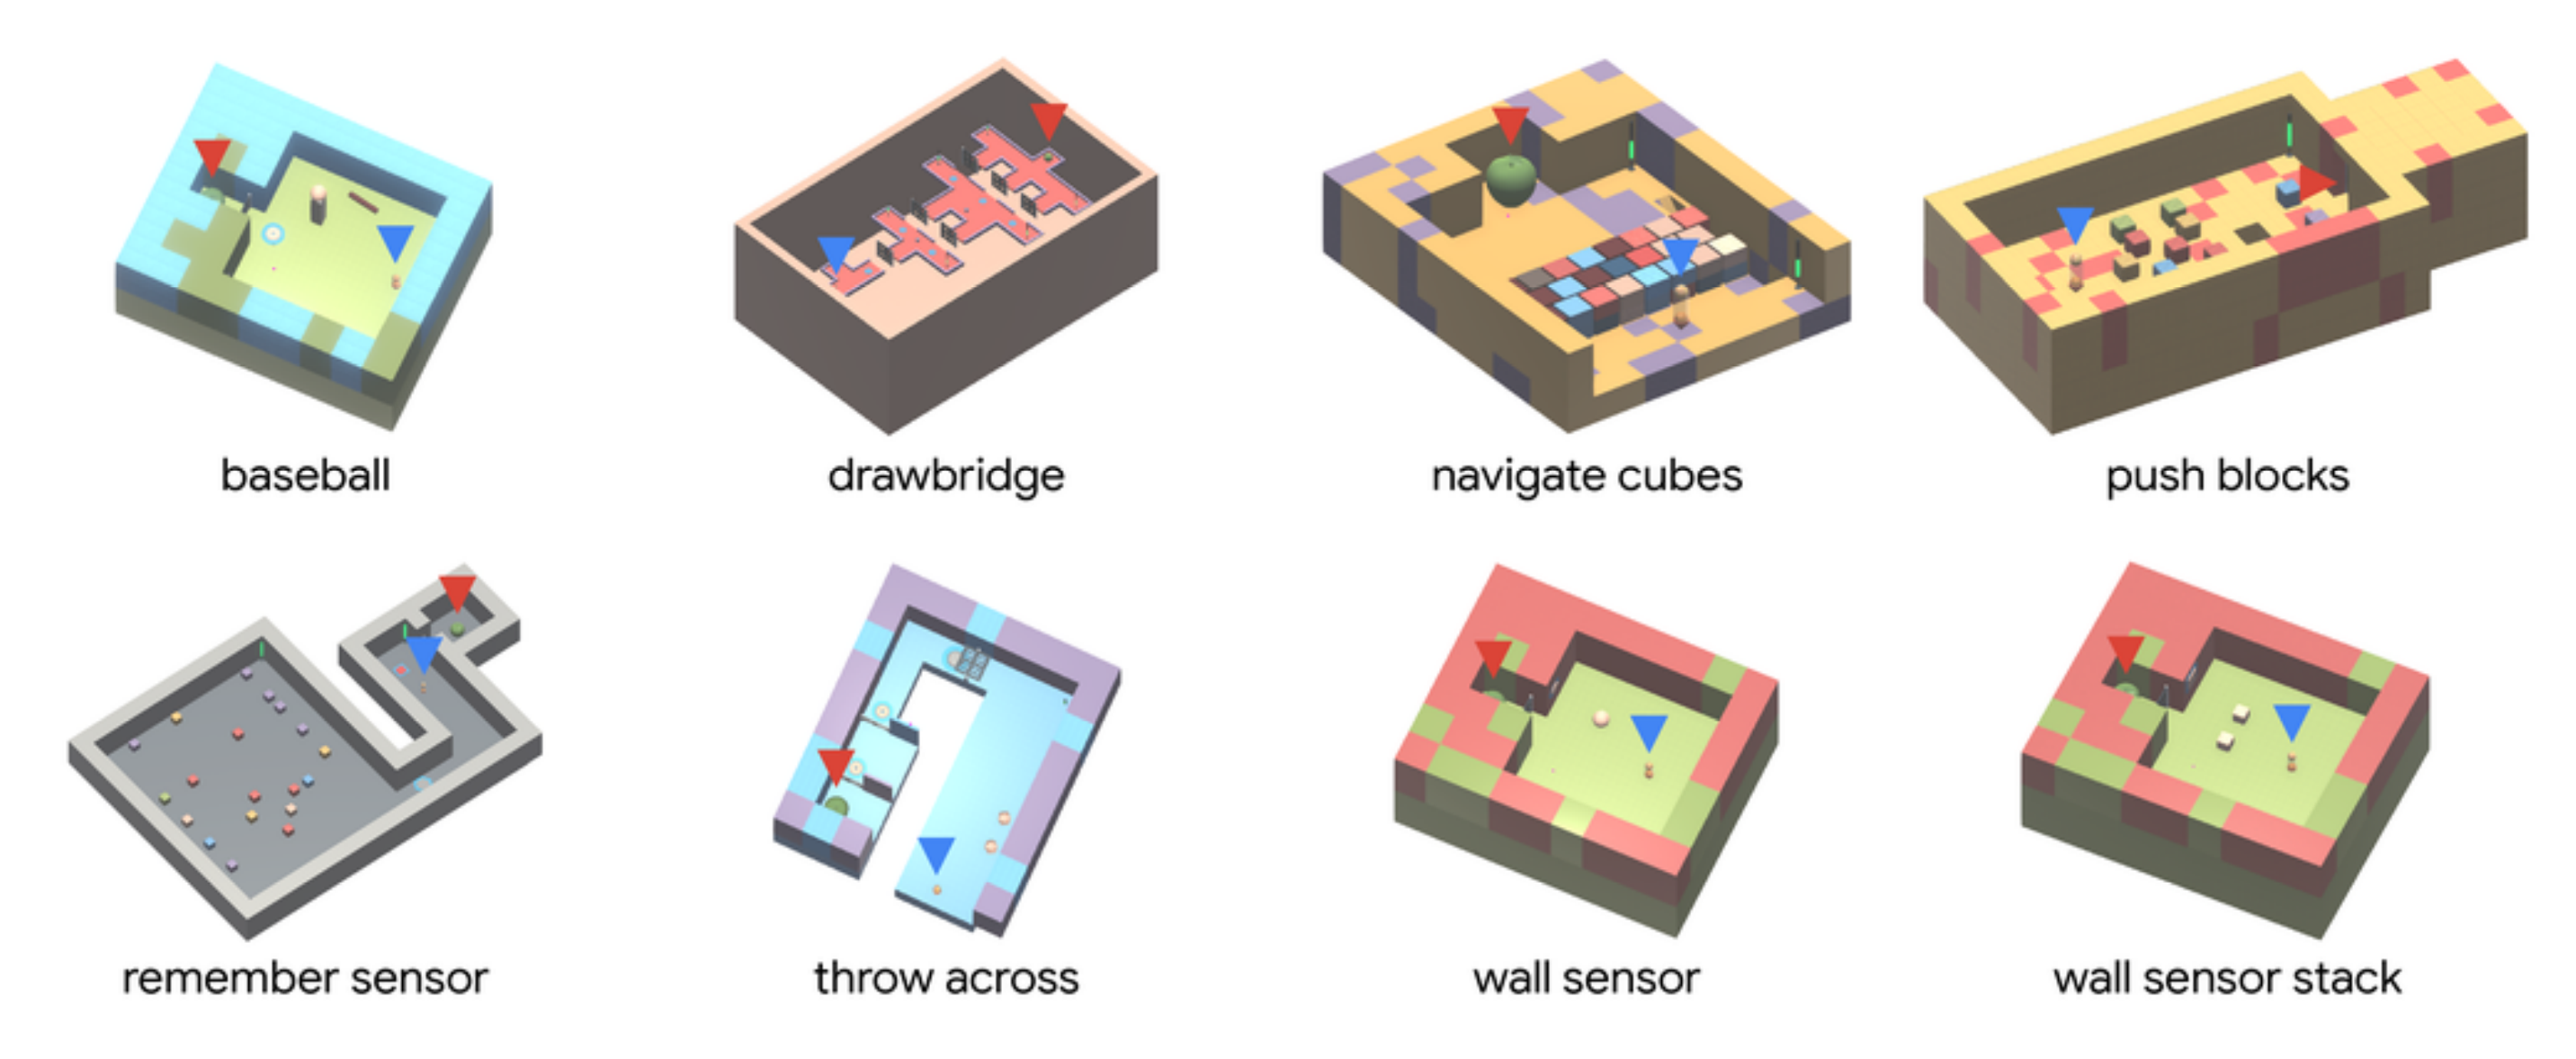 baseball
drawbridge
navigate cubes
push blocks
remember sensor
throw across
wall sensor
wall sensor stack